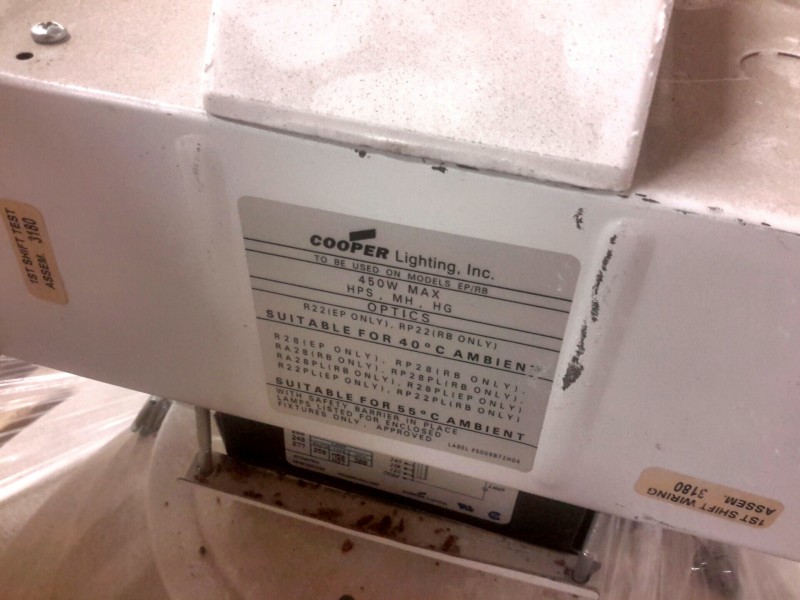 COOPER Lighting, Inc.
TO BE USED ON MODELS EP/RB
450W MAX
HPS, MH, HG
OPTICS
R22(EP ONLY), RP22(RB ONLY)
SUITABLE FOR 40°C AMBIENT
R28(EP ONLY), RP28(RB ONLY),
RA28(RB ONLY), RP28PL(RB ONLY),
RA28PL(RB ONLY), R28PL(EP ONLY)
R22PL(EP ONLY), RP22PL(RB ONLY)
SUITABLE FOR 55°C AMBIENT
WITH SAFETY BARRIER IN PLACE
LAMPS LISTED FOR ENCLOSED
FIXTURES ONLY. APPROVED
LABEL
1ST SHIFT TEST
ASSEM. 3180
1ST SHIFT WIRING
ASSEM. 3180